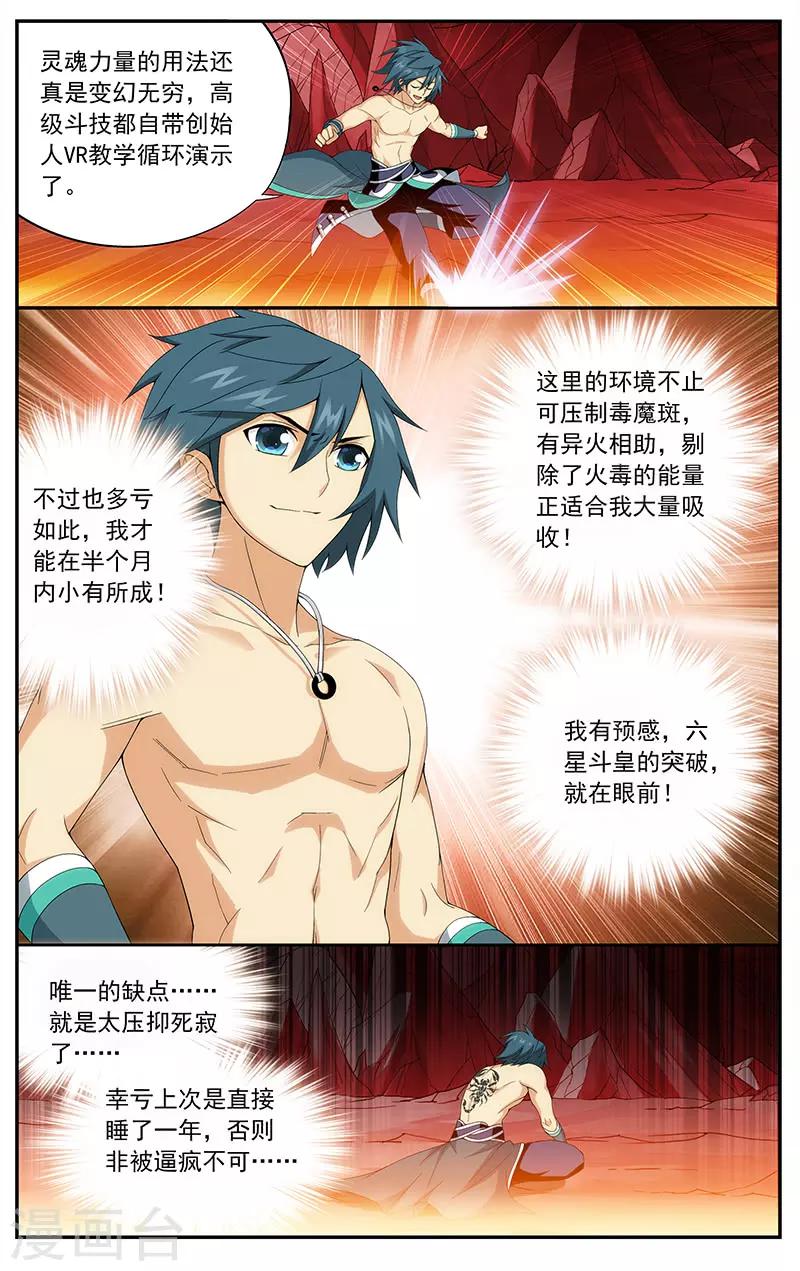 灵魂力量的用法还
真是变幻无穷，高
级斗技都自带创始
人VR教学循环演示
了。
不过也多亏
如此，我才
能在半个月
内小有所成！
这里的环境不止
可压制毒魔斑，
有异火相助，剔
除了火毒的能量
正适合我大量吸
收！
我有预感，六
星斗皇的突破，
就在眼前！
唯一的缺点……
就是太压抑死寂
了……
幸亏上次是直接
睡了一年，否则
非被逼疯不可……
漫画台